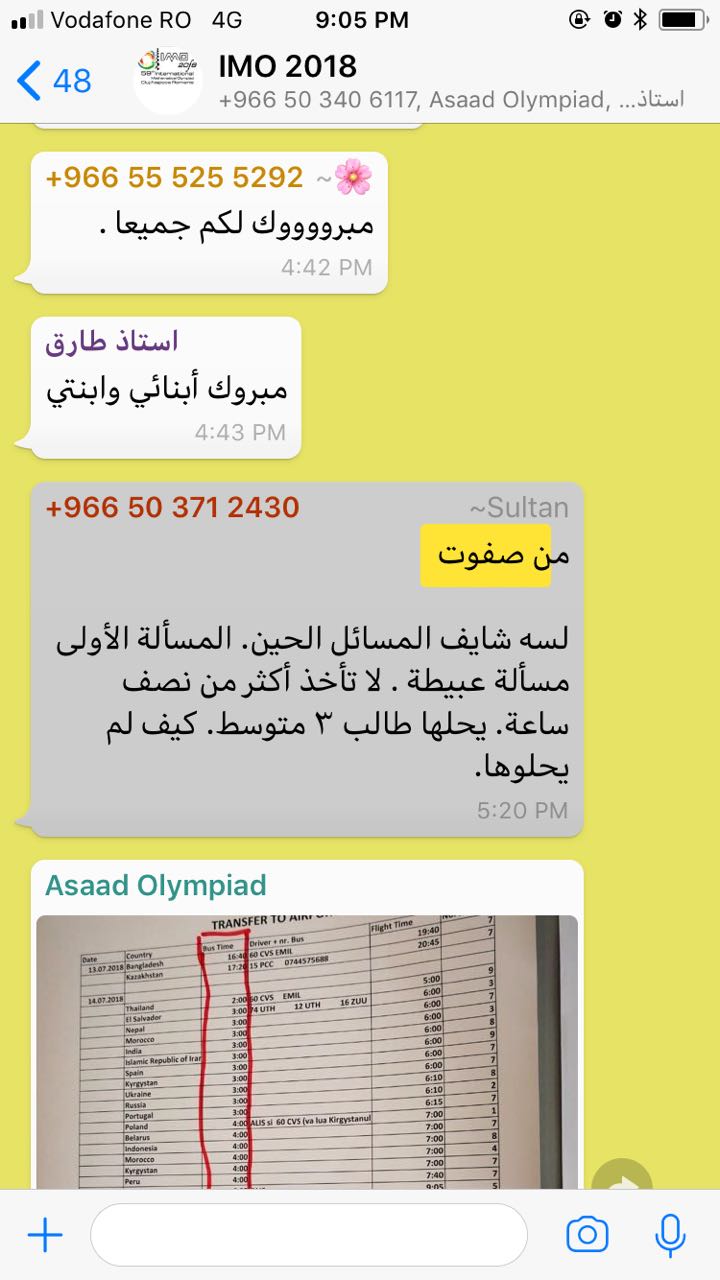 Vodafone RO 4G 9:05 PM
48
IMO 2018
+966 50 340 6117, Asaad Olympiad, ...استاذ
+966 55 525 5292 ~🌸
مبرووووك لكم جميعا .
4:42 PM
استاذ طارق
مبروك أبنائي وابنتي
4:43 PM
+966 50 371 2430 ~Sultan
من صفوت
لسه شايف المسائل الحين. المسألة الأولى
مسألة عبيطة . لا تأخذ أكثر من نصف
ساعة. يحلها طالب ٣ متوسط. كيف لم
يحلوها.
5:20 PM
Asaad Olympiad
TRANSFER TO
Date Country Bus Time Driver + nr. Bus Flight Time
13.07.2018 Bangladesh 16:40 60 CVS EMIL 19:40 7
Kazakhstan 17:20 15 PCC 0744575688 20:45 7
14.07.2018
Thailand 2:00 60 CVS EMIL 5:00 9
El Salvador 3:00 74 UTH 12 UTH 16 ZUU 6:00 3
Nepal 3:00 6:00 7
Morocco 3:00 6:00 3
India 3:00 6:00 8
Islamic Republic of Iran 3:00 6:00 9
Spain 3:00 6:00 7
Kyrgystan 3:00 6:00 7
Ukraine 3:00 6:10 8
Russia 3:00 6:10 2
Portugal 3:00 6:15 7
Poland 4:00 ALIS si 60 CVS (va lua Kirgystanul 7:00 1
Belarus 4:00 7:00 7
Indonesia 4:00 7:00 8
Morocco 4:00 7:00 4
Kyrgystan 4:00 7:00 7
Peru 4:00 7:40 7
9:05 5